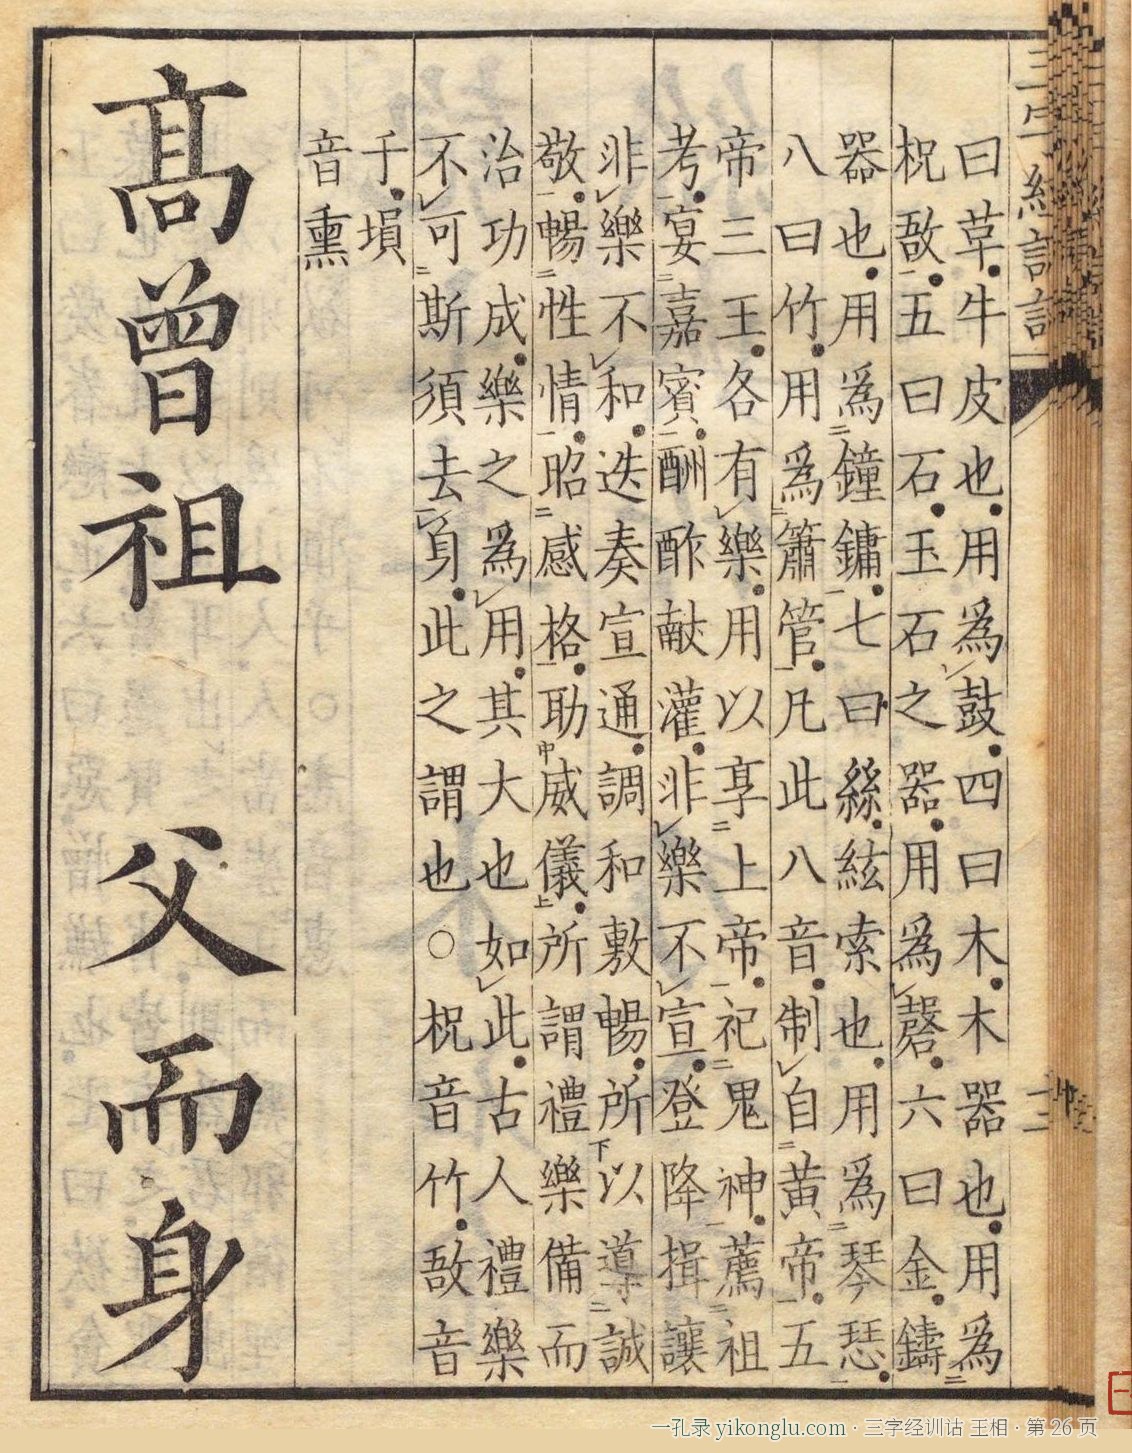 三字經訓詁
曰草牛皮也用爲鼓四曰木木器也用爲
柷敔五曰石玉石之器用爲磬六曰金鑄
器也用爲鐘鏞七曰絲絃索也用爲琴瑟
八曰竹用爲簫管凡此八音制自黃帝五
帝三王各有樂用以享上帝祀鬼神薦祖
考宴嘉賓酬酢献灌非樂不宣登降揖讓
非樂不和迭奏宣通調和敷暢所以導誠
敬暢性情昭感格助威儀所謂禮樂備而
治功成樂之爲用其大也如此古人禮樂
不可斯須去身此之謂也○柷音竹敔音
于塤
音熏
高曾祖 父而身
一孔录 yikonglu.com · 三字经训诂 王相 · 第 26 页